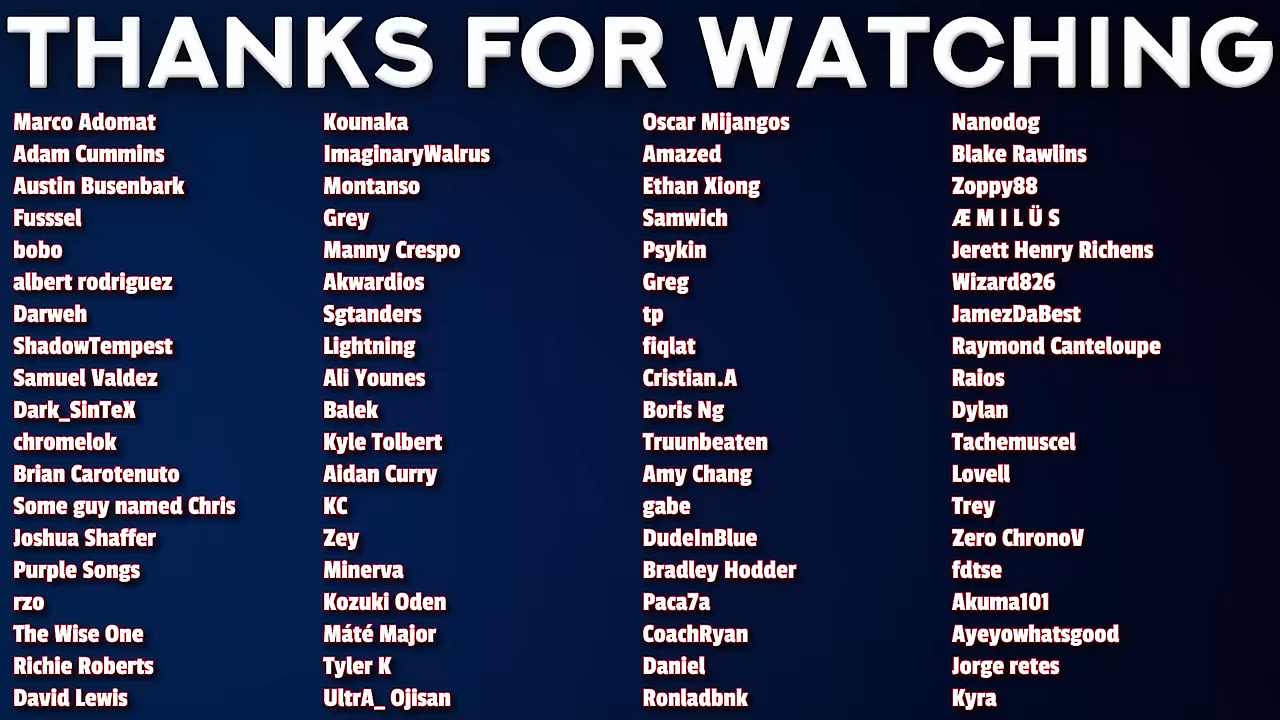 THANKS FOR WATCHING
Marco Adomat
Adam Cummins
Austin Busenbark
Fusssel
bobo
albert rodriguez
Darweh
ShadowTempest
Samuel Valdez
Dark_SinTeX
chromelok
Brian Carotenuto
Some guy named Chris
Joshua Shaffer
Purple Songs
rzo
The Wise One
Richie Roberts
David Lewis
Kounaka
ImaginaryWalrus
Montanso
Grey
Manny Crespo
Akwardios
Sgtanders
Lightning
Ali Younes
Balek
Kyle Tolbert
Aidan Curry
KC
Zey
Minerva
Kozuki Oden
Máté Major
Tyler K
UltrA_ Ojisan
Oscar Mijangos
Amazed
Ethan Xiong
Samwich
Psykin
Greg
tp
fiqlat
Cristian.A
Boris Ng
Truunbeaten
Amy Chang
gabe
DudeInBlue
Bradley Hodder
Paca7a
CoachRyan
Daniel
Ronladbnk
Nanodog
Blake Rawlins
Zoppy88
Æ M I L Ü S
Jerett Henry Richens
Wizard826
JamezDaBest
Raymond Canteloupe
Raios
Dylan
Tachemuscel
Lovell
Trey
Zero ChronoV
fdtse
Akuma101
Ayeyowhatsgood
Jorge retes
Kyra